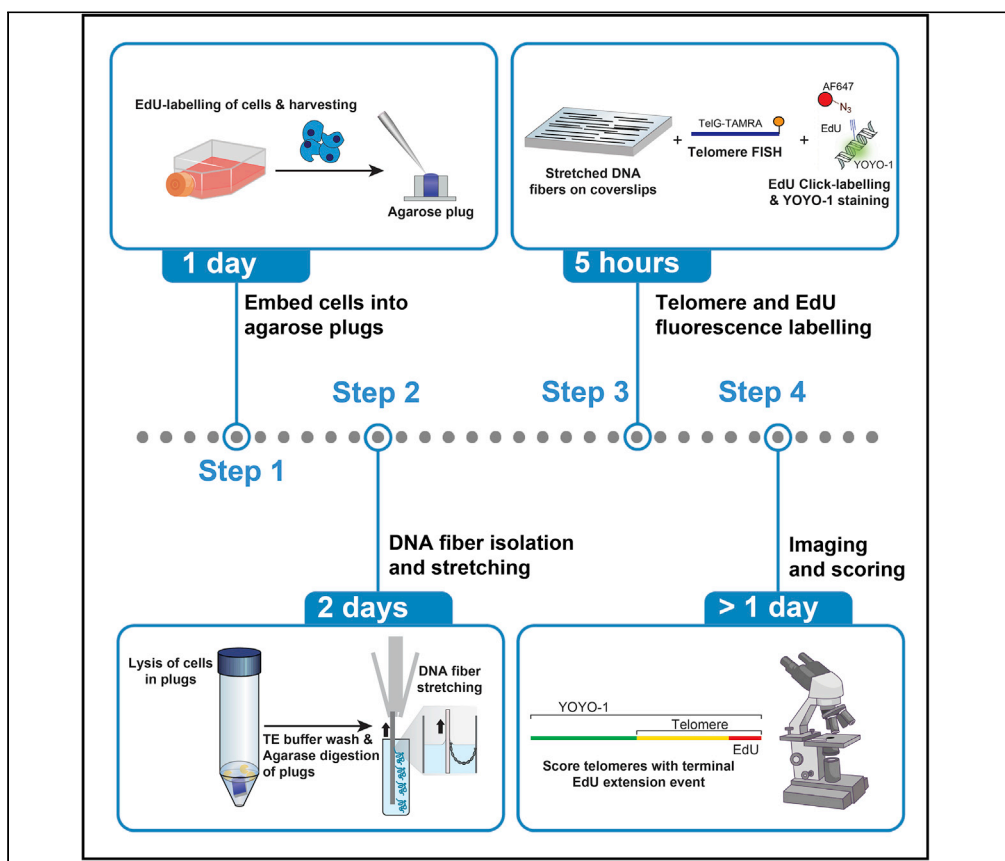 EdU-labelling of cells & harvesting
Agarose plug
1 day
Embed cells into
agarose plugs
Step 1
Lysis of cells
in plugs
TE buffer wash &
Agarase digestion
of plugs
DNA fiber
stretching
2 days
DNA fiber isolation
and stretching
Step 2
Stretched DNA
fibers on coverslips
+
TelG-TAMRA
Telomere FISH
+
AF647
N3
EdU
YOYO-1
EdU Click-labelling
& YOYO-1 staining
5 hours
Telomere and EdU
fluorescence labelling
Step 3
Step 4
Imaging
and scoring
> 1 day
YOYO-1
Telomere
EdU
Score telomeres with terminal
EdU extension event